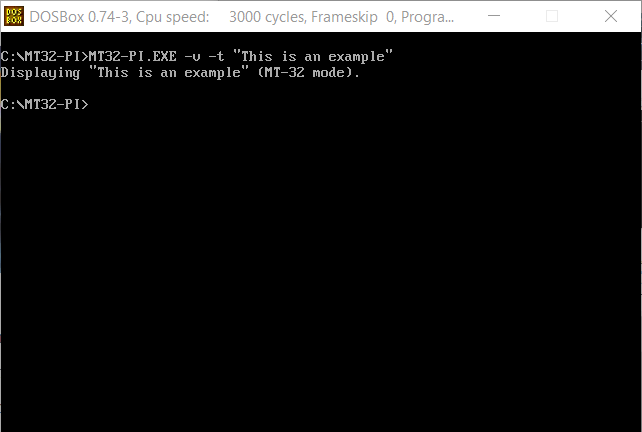 DOS BOX
DOSBox 0.74-3, Cpu speed: 3000 cycles, Frameskip 0, Progra...
C:\MT32-PI>MT32-PI.EXE -v -t "This is an example"
Displaying "This is an example" (MT-32 mode).
C:\MT32-PI>